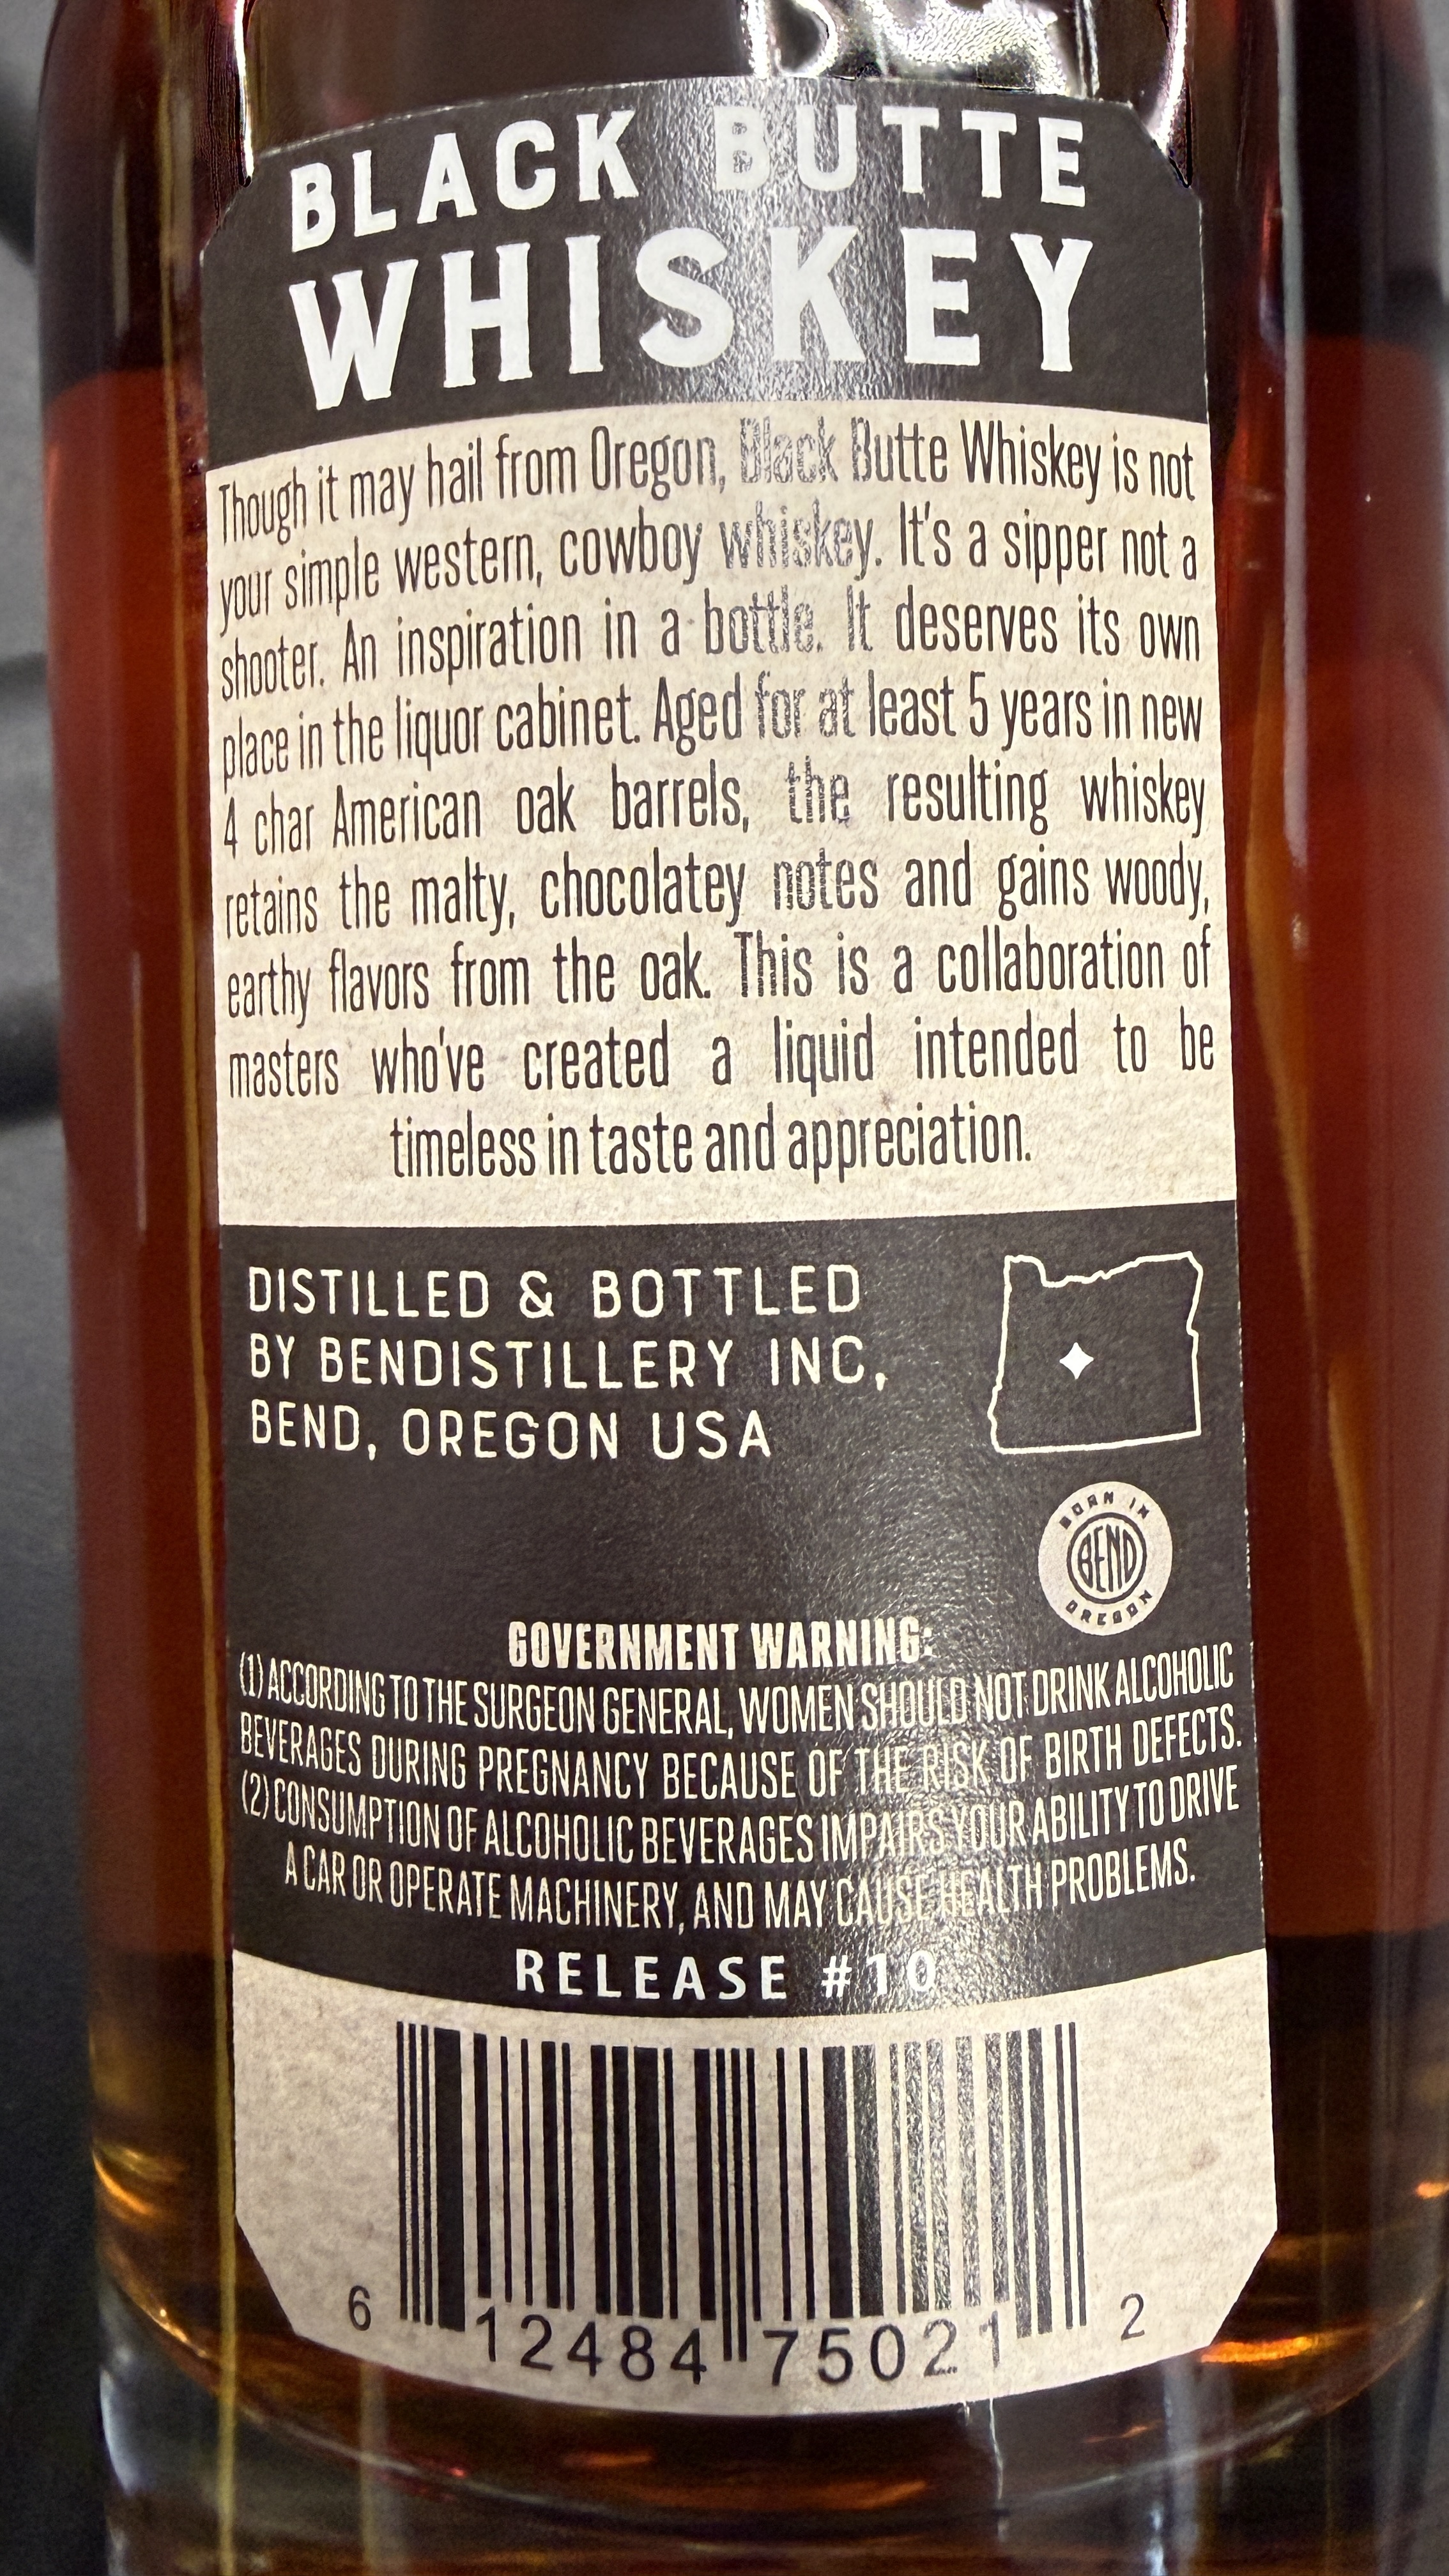 BLACK BUTTE
WHISKEY
Though it may hail from Oregon, Black Butte Whiskey is not
your simple western, cowboy whiskey. It's a sipper not a
shooter. An inspiration in a bottle. It deserves its own
place in the liquor cabinet. Aged for at least 5 years in new
4 char American oak barrels, the resulting whiskey
retains the malty, chocolatey notes and gains woody,
earthy flavors from the oak. This is a collaboration of
masters who've created a liquid intended to be
timeless in taste and appreciation.
DISTILLED & BOTTLED
BY BENDISTILLERY INC,
BEND, OREGON USA
BORN IN
BEND
OREGON
GOVERNMENT WARNING:
(1) ACCORDING TO THE SURGEON GENERAL, WOMEN SHOULD NOT DRINK ALCOHOLIC
BEVERAGES DURING PREGNANCY BECAUSE OF THE RISK OF BIRTH DEFECTS.
(2) CONSUMPTION OF ALCOHOLIC BEVERAGES IMPAIRS YOUR ABILITY TO DRIVE
A CAR OR OPERATE MACHINERY, AND MAY CAUSE HEALTH PROBLEMS.
RELEASE #10
6 12484 75021 2